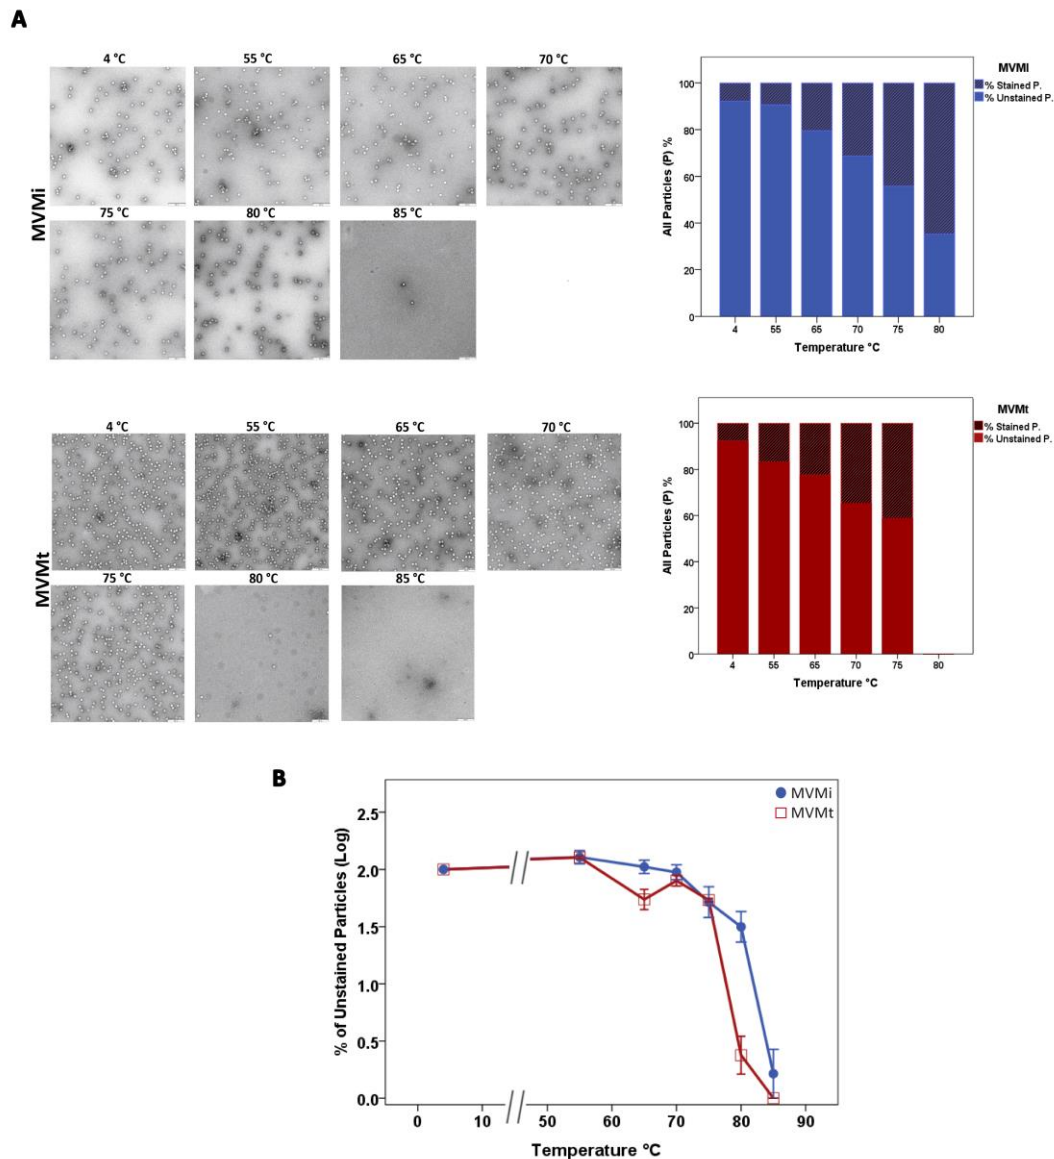 A
4 °C 55 °C 65 °C 70 °C
MVMi
75 °C 80 °C 85 °C
MVMI
% Stained P.
% Unstained P.
All Particles (P) %
100
80
60
40
20
0
4 55 65 70 75 80
Temperature °C
4 °C 55 °C 65 °C 70 °C
MVMt
75 °C 80 °C 85 °C
MVMt
% Stained P.
% Unstained P.
All Particles (P) %
100
80
60
40
20
0
4 55 65 70 75 80
Temperature °C
B
MVMi
MVMt
% of Unstained Particles (Log)
2.5
2.0
1.5
1.0
0.5
0.0
0 10 50 60 70 80 90
Temperature °C